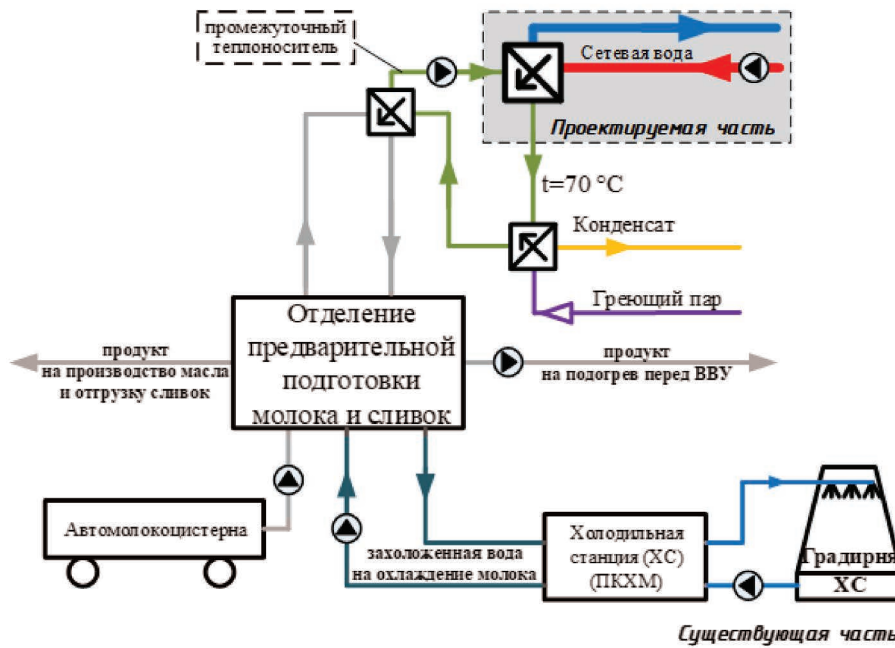 промежуточный
теплоноситель
Сетевая вода
Проектируемая часть
t=70 °C
Конденсат
Греющий пар
Отделение
предварительной
подготовки
молока и сливок
продукт
на производство масла
и отгрузку сливок
продукт
на подогрев перед ВВУ
Автомолокоцистерна
захоложенная вода
на охлаждение молока
Холодильная
станция (ХС)
(ПКХМ)
Градирня
ХС
Существующая часть